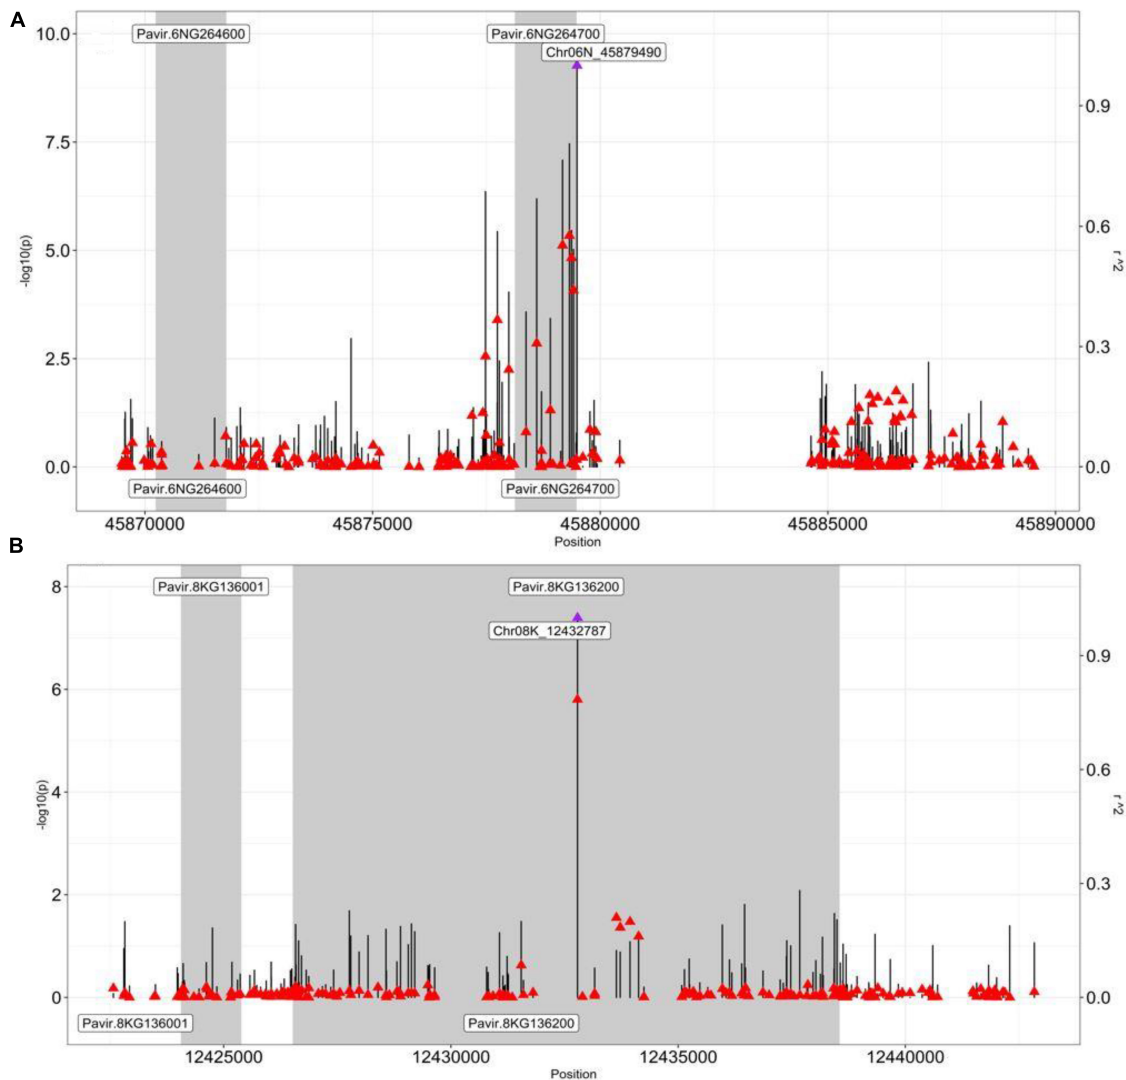 A
Pavir.6NG264600
Pavir.6NG264700
Chr06N_45879490
10.0
7.5
5.0
2.5
0.0
-log10(p)
0.9
0.6
0.3
0.0
r^2
Pavir.6NG264600
Pavir.6NG264700
45870000
45875000
45880000
45885000
45890000
Position
B
Pavir.8KG136001
Pavir.8KG136200
Chr08K_12432787
8
6
4
2
0
-log10(p)
0.9
0.6
0.3
0.0
r^2
Pavir.8KG136001
Pavir.8KG136200
12425000
12430000
12435000
12440000
Position